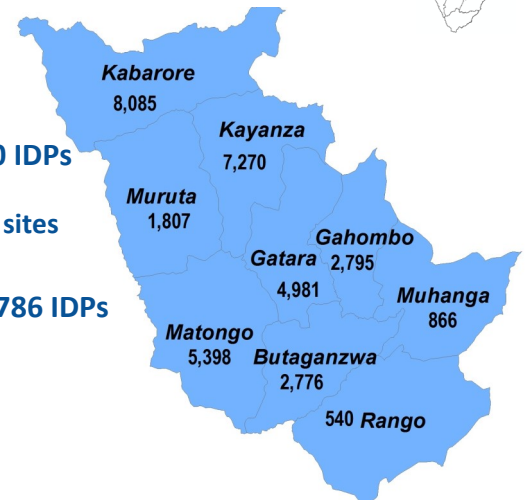 Kabarore
8,085
Kayanza
7,270
0 IDPs
Muruta
1,807
sites
Gahombo
2,795
Gatara
4,981
Muhanga
866
786 IDPs
Matongo
5,398
Butaganzwa
2,776
540 Rango